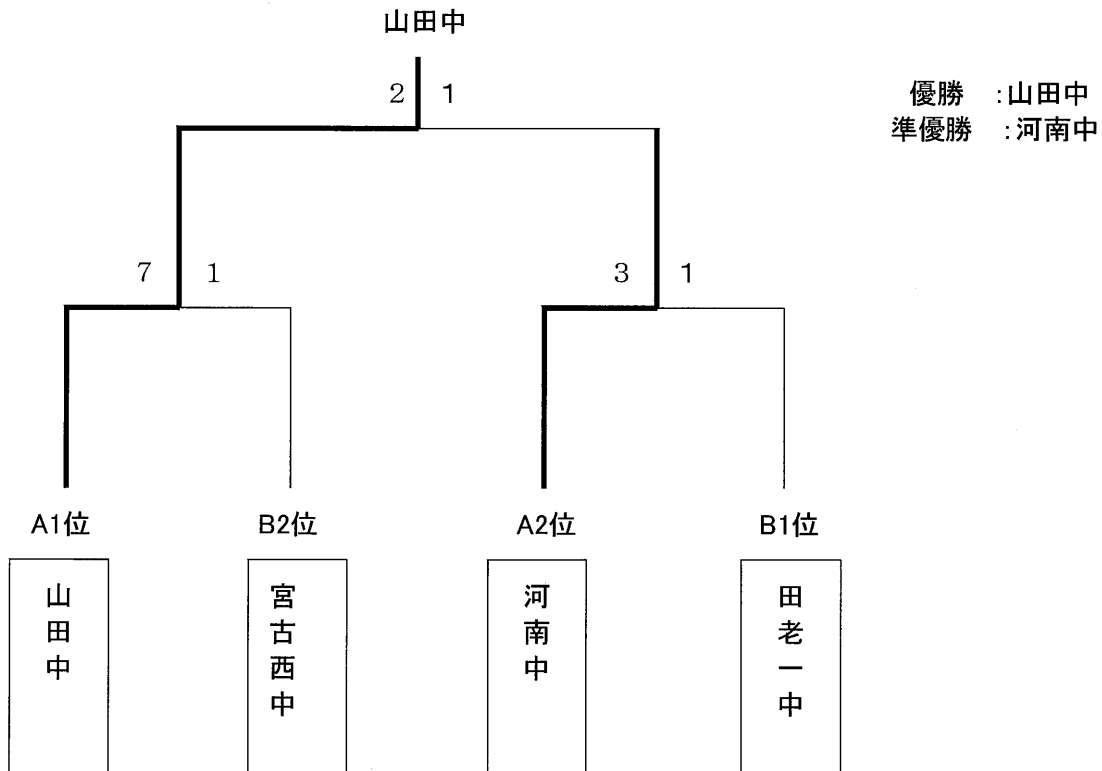 山田中
2 1
優勝 :山田中
準優勝 :河南中
7 1
3 1
A1位
B2位
A2位
B1位
山田中
宮古西中
河南中
田老一中